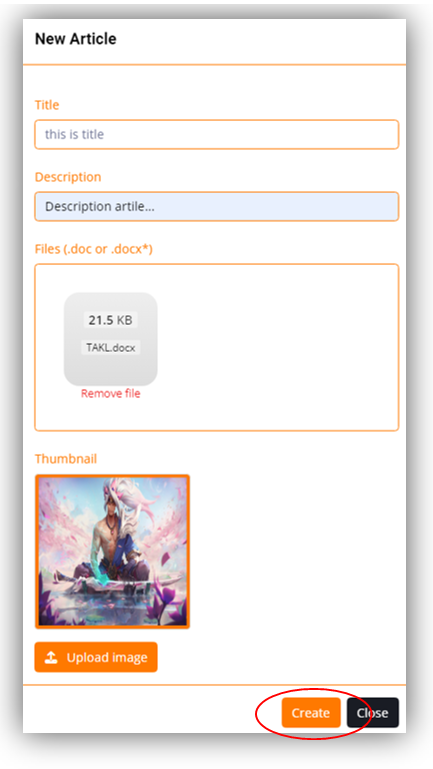 New Article
Title
this is title
Description
Description artile...
Files (.doc or .docx*)
21.5 KB
TAKL.docx
Remove file
Thumbnail
Upload image
Create
Close